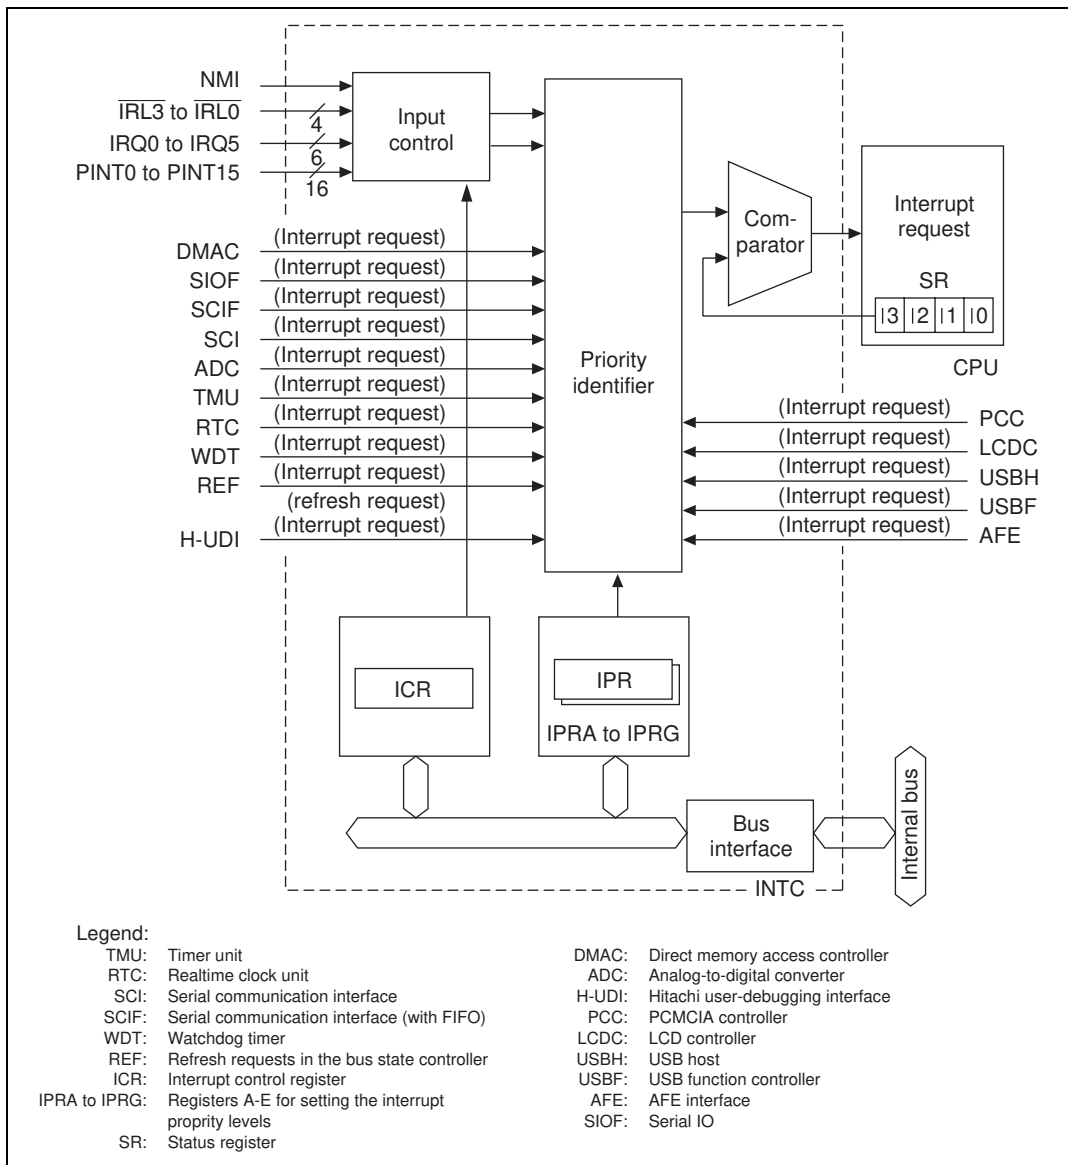 NMI
IRL3 to IRL0
4
IRQ0 to IRQ5
6
PINT0 to PINT15
16
Input
control
DMAC
(Interrupt request)
SIOF
(Interrupt request)
SCIF
(Interrupt request)
SCI
(Interrupt request)
ADC
(Interrupt request)
TMU
(Interrupt request)
RTC
(Interrupt request)
WDT
(Interrupt request)
REF
(Interrupt request)
(refresh request)
H-UDI
(Interrupt request)
Priority
identifier
Com-
parator
Interrupt
request
SR
I3 I2 I1 I0
CPU
(Interrupt request)
PCC
(Interrupt request)
LCDC
(Interrupt request)
USBH
(Interrupt request)
USBF
(Interrupt request)
AFE
ICR
IPR
IPRA to IPRG
Bus
interface
Internal bus
INTC
Legend:
TMU: Timer unit
RTC: Realtime clock unit
SCI: Serial communication interface
SCIF: Serial communication interface (with FIFO)
WDT: Watchdog timer
REF: Refresh requests in the bus state controller
ICR: Interrupt control register
IPRA to IPRG: Registers A-E for setting the interrupt
proprity levels
SR: Status register
DMAC: Direct memory access controller
ADC: Analog-to-digital converter
H-UDI: Hitachi user-debugging interface
PCC: PCMCIA controller
LCDC: LCD controller
USBH: USB host
USBF: USB function controller
AFE: AFE interface
SIOF: Serial IO